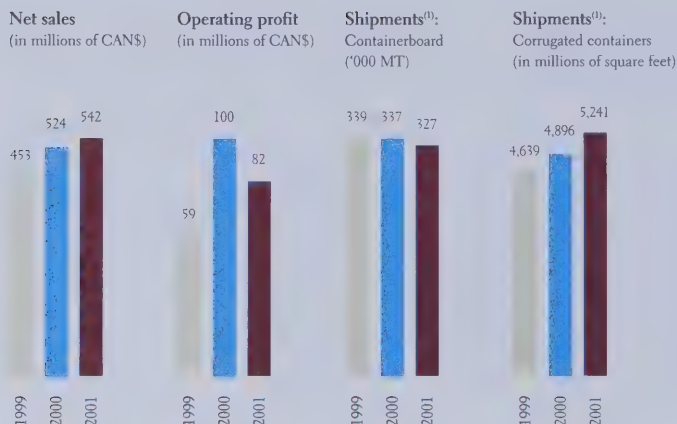 Net sales
(in millions of CAN$)
453
524
542
1999
2000
2001
Operating profit
(in millions of CAN$)
59
100
82
1999
2000
2001
Shipments(1):
Containerboard
('000 MT)
339
337
327
1999
2000
2001
Shipments(1):
Corrugated containers
(in millions of square feet)
4,639
4,896
5,241
1999
2000
2001